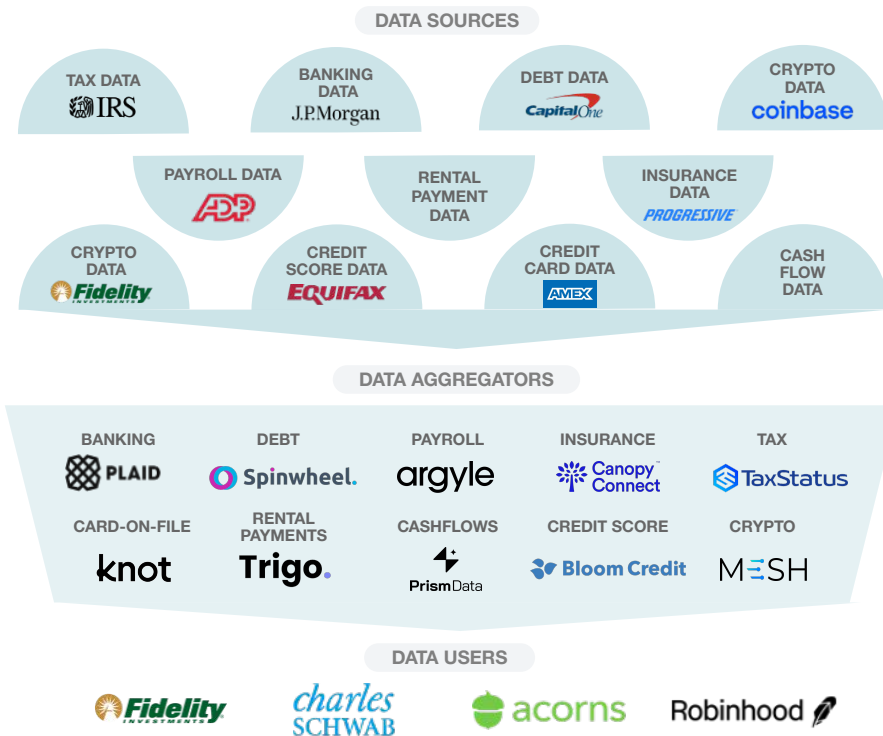 DATA SOURCES
TAX DATA
IRS
BANKING
DATA
J.P.Morgan
DEBT DATA
CapitalOne
CRYPTO
DATA
coinbase
PAYROLL DATA
ADP
RENTAL
PAYMENT
DATA
INSURANCE
DATA
PROGRESSIVE
CRYPTO
DATA
Fidelity
INVESTMENTS
CREDIT
SCORE DATA
EQUIFAX
CREDIT
CARD DATA
AMEX
CASH
FLOW
DATA
DATA AGGREGATORS
BANKING
PLAID
DEBT
Spinwheel.
PAYROLL
argyle
INSURANCE
Canopy™
Connect
TAX
TaxStatus
CARD-ON-FILE
knot
RENTAL
PAYMENTS
Trigo.
CASHFLOWS
PrismData
CREDIT SCORE
Bloom Credit
CRYPTO
MESH
DATA USERS
Fidelity
INVESTMENTS
charles
SCHWAB
acorns
Robinhood